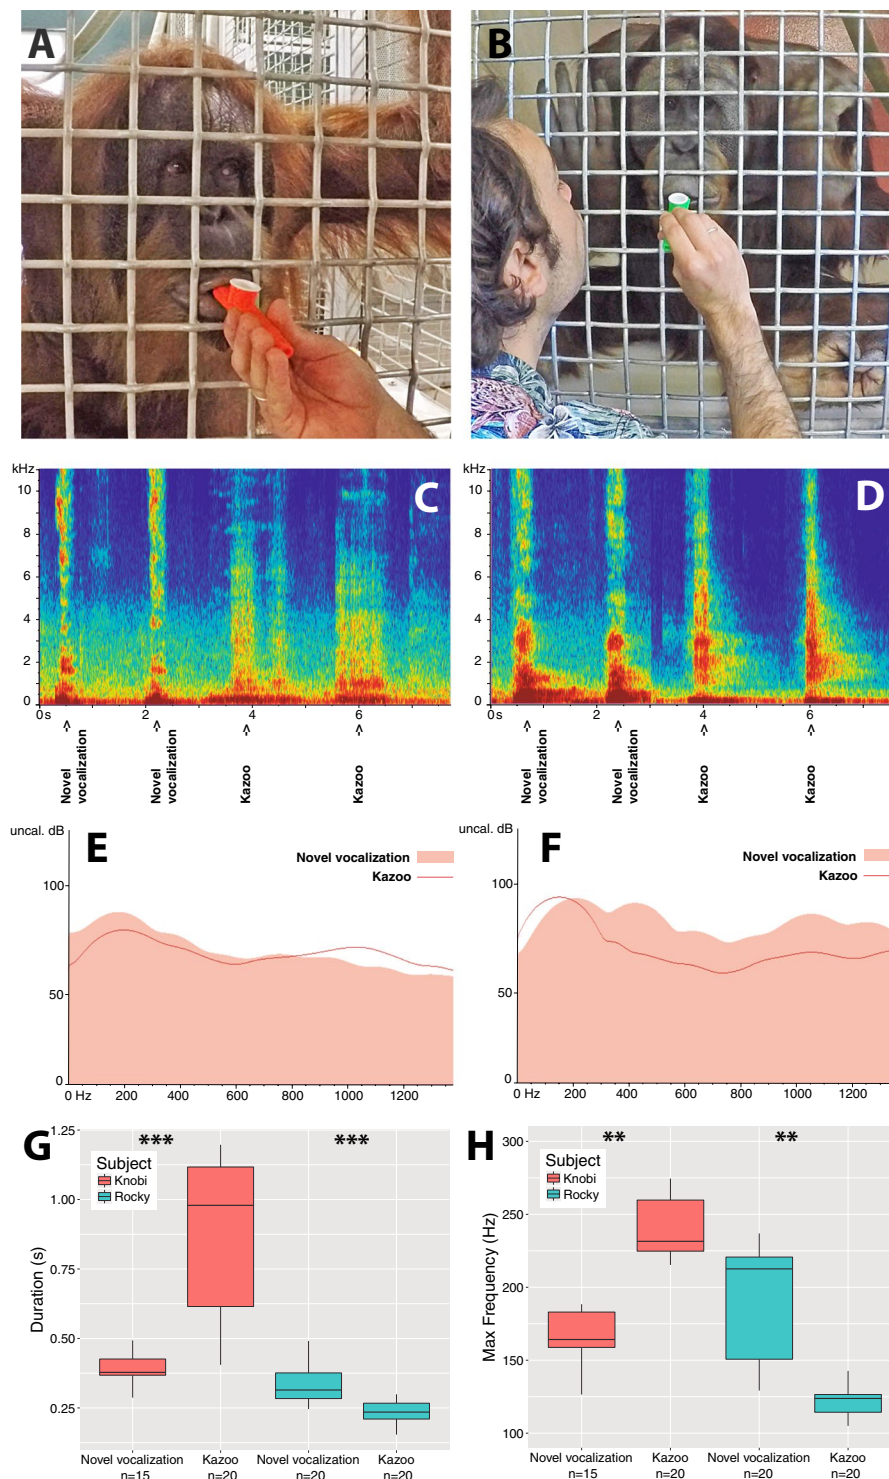 A
B
kHz
10
8
6
4
2
0
C
0s
2
4
6
>
>
>
>
Novel
vocalization
Novel
vocalization
Kazoo
Kazoo
kHz
10
8
6
4
2
0
D
0s
2
4
6
>
>
>
>
Novel
vocalization
Novel
vocalization
Kazoo
Kazoo
uncal. dB
E
Novel vocalization
Kazoo
100
50
0
0 Hz
200
400
600
800
1000
1200
uncal. dB
F
Novel vocalization
Kazoo
100
50
0
0 Hz
200
400
600
800
1000
1200
G
1.25
1.00
0.75
0.50
0.25
Duration (s)
***
***
Subject
Knobi
Rocky
Novel vocalization
n=15
Kazoo
n=20
Novel vocalization
n=20
Kazoo
n=20
H
300
250
200
150
100
Max Frequency (Hz)
**
**
Subject
Knobi
Rocky
Novel vocalization
n=15
Kazoo
n=20
Novel vocalization
n=20
Kazoo
n=20